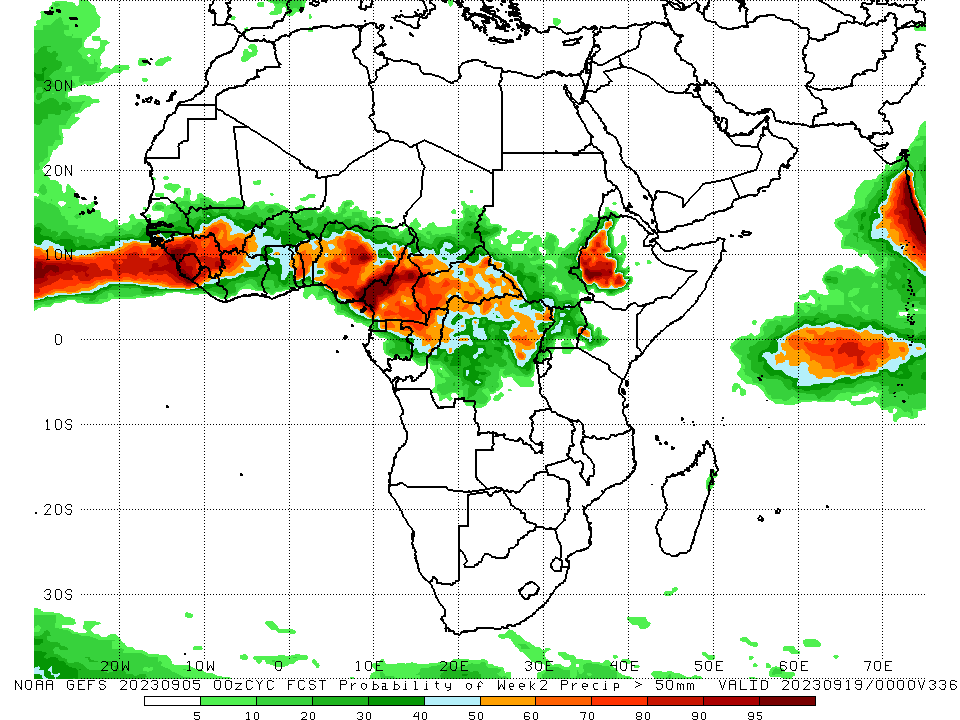 30N
20N
10N
0
10S
20S
30S
20W 10W 0 10E 20E 30E 40E 50E 60E 70E
NOAA GEFS 20230905 00zCYC FCST Probability of Week2 Precip > 50mm VALID 20230919/0000V336
5 10 20 30 40 50 60 70 80 90 95